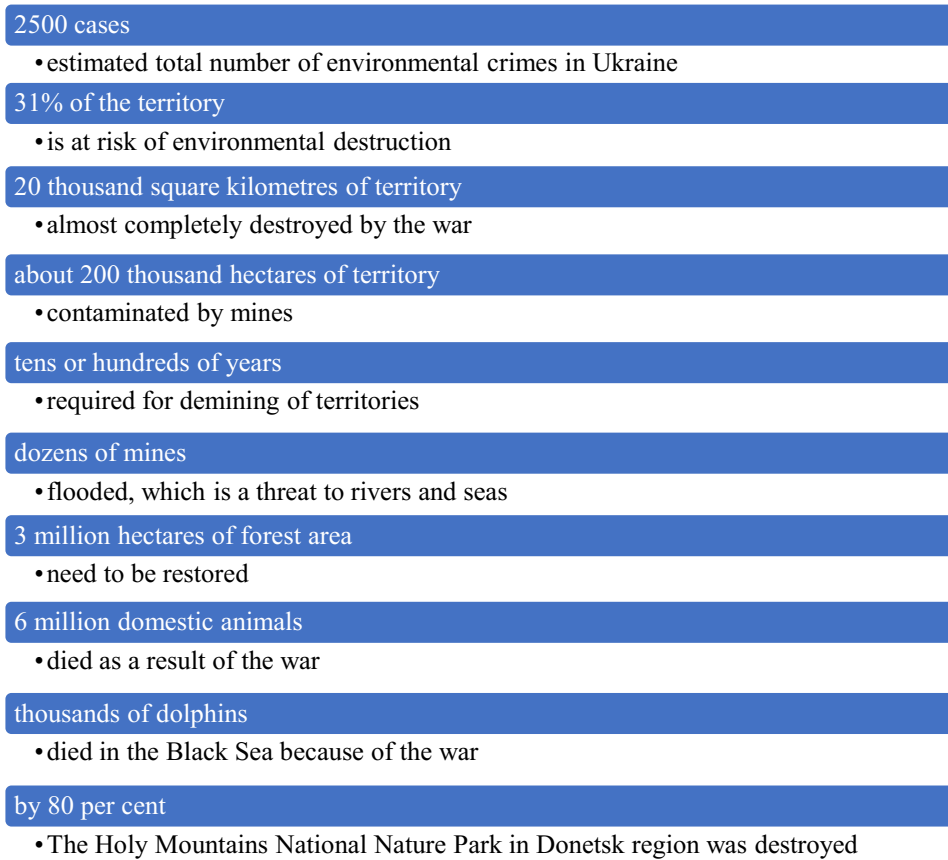 2500 cases
•estimated total number of environmental crimes in Ukraine
31% of the territory
•is at risk of environmental destruction
20 thousand square kilometres of territory
•almost completely destroyed by the war
about 200 thousand hectares of territory
•contaminated by mines
tens or hundreds of years
•required for demining of territories
dozens of mines
•flooded, which is a threat to rivers and seas
3 million hectares of forest area
•need to be restored
6 million domestic animals
•died as a result of the war
thousands of dolphins
•died in the Black Sea because of the war
by 80 per cent
•The Holy Mountains National Nature Park in Donetsk region was destroyed